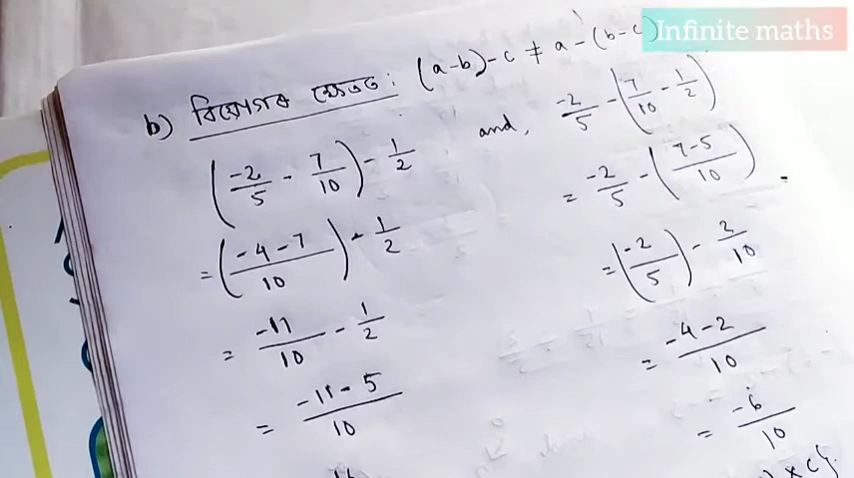 Infinite maths
b) বিয়োগৰ ক্ষেত্ৰত : (a-b)-c ≠ a-(b-c)
(-2/5 - 7/10) - 1/2 and, -2/5 - (7/10 - 1/2)
= (-4-7/10) - 1/2 = -2/5 - (7-5/10)
= -11/10 - 1/2 = (-2/5) - 2/10
= -11-5/10 = -4-2/10
= -6/10
× c}